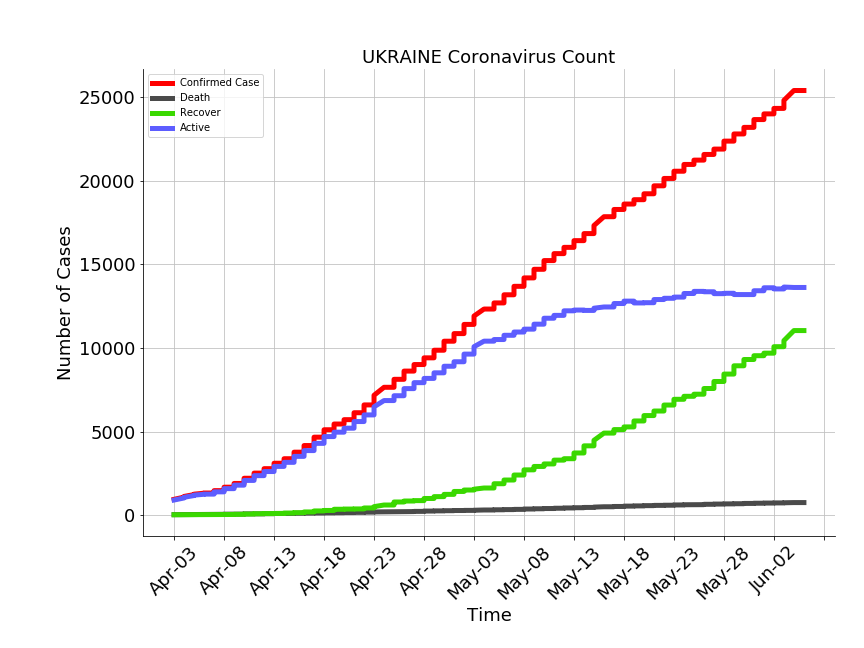 UKRAINE Coronavirus Count
Confirmed Case
Death
Recover
Active
Number of Cases
25000
20000
15000
10000
5000
0
Apr-03
Apr-08
Apr-13
Apr-18
Apr-23
Apr-28
May-03
May-08
May-13
May-18
May-23
May-28
Jun-02
Time